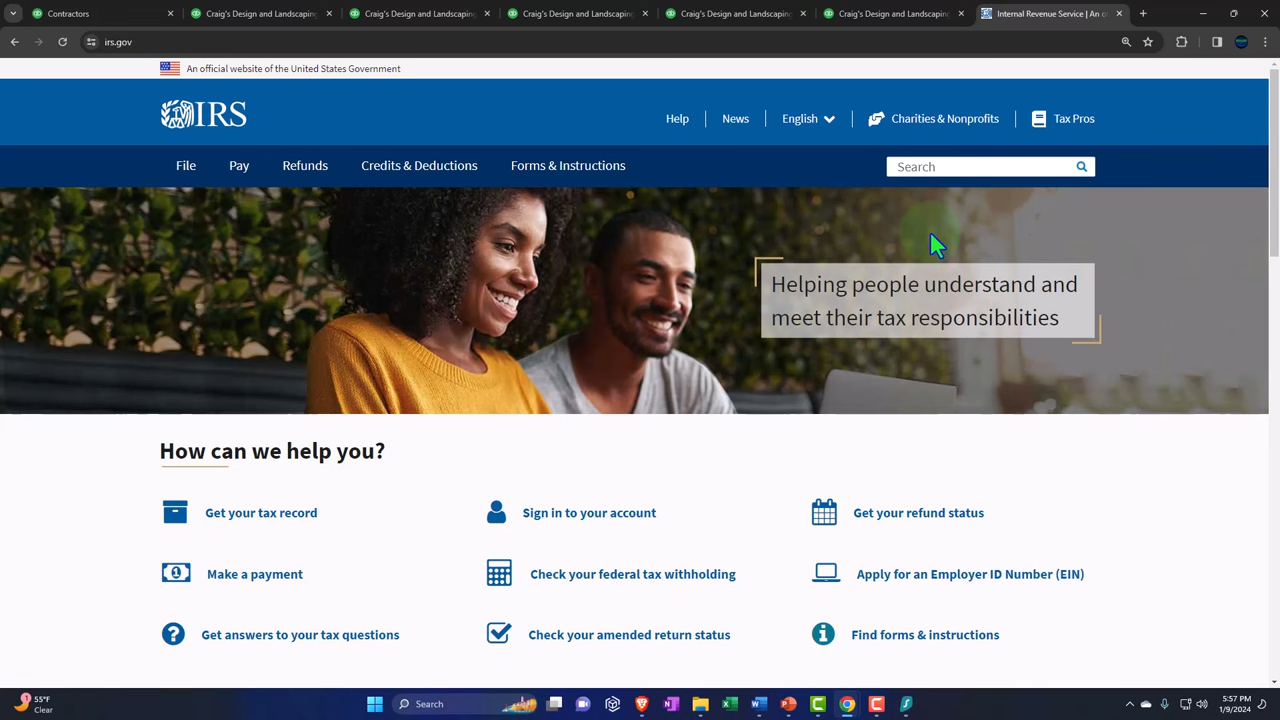 Contractors
Craig's Design and Landscaping
Craig's Design and Landscaping
Craig's Design and Landscaping
Craig's Design and Landscaping
Craig's Design and Landscaping
Internal Revenue Service | An o
irs.gov
An official website of the United States Government
IRS
Help
News
English
Charities & Nonprofits
Tax Pros
File
Pay
Refunds
Credits & Deductions
Forms & Instructions
Search
Helping people understand and
meet their tax responsibilities
How can we help you?
Get your tax record
Sign in to your account
Get your refund status
Make a payment
Check your federal tax withholding
Apply for an Employer ID Number (EIN)
Get answers to your tax questions
Check your amended return status
Find forms & instructions
55°F
Clear
Search
5:57 PM
1/9/2024